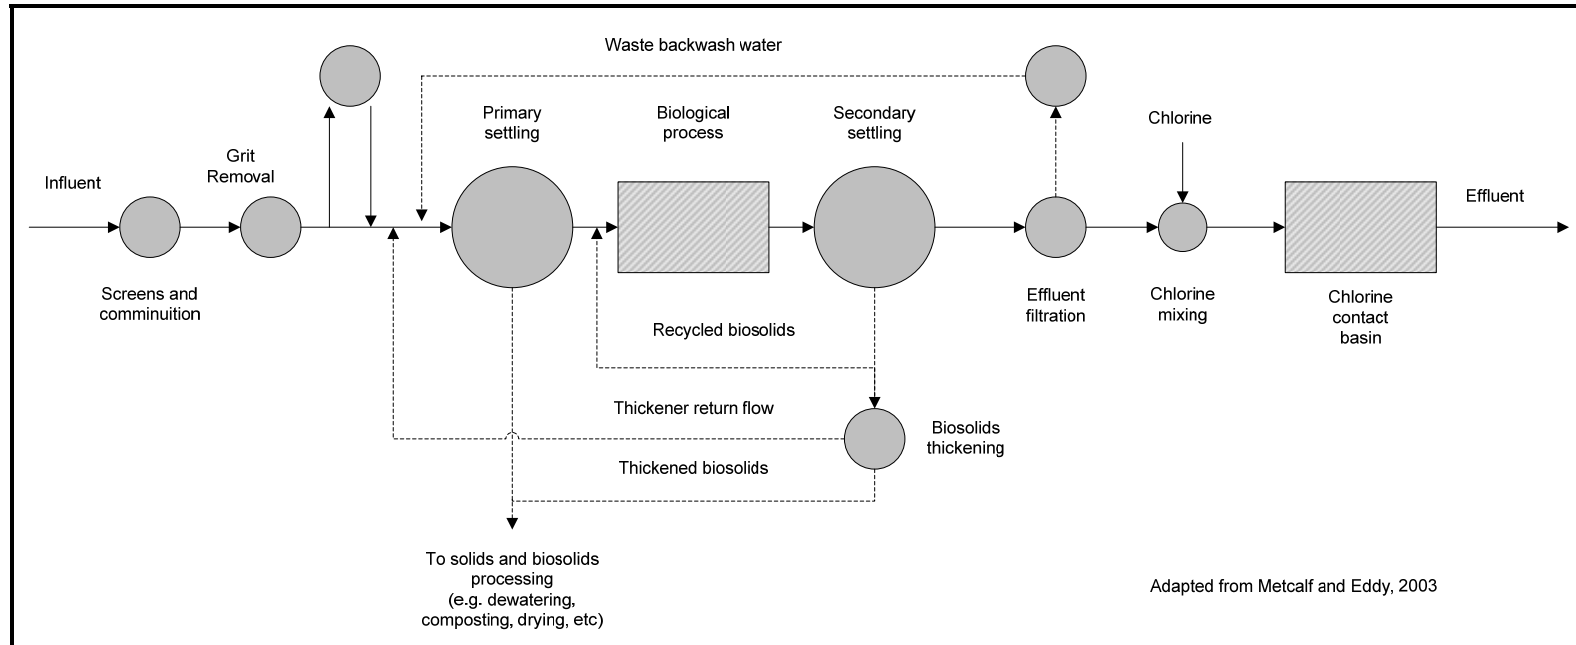 Waste backwash water
Primary
settling
Biological
process
Secondary
settling
Chlorine
Grit
Removal
Influent
Effluent
Screens and
comminuition
Effluent
filtration
Chlorine
mixing
Chlorine
contact
basin
Recycled biosolids
Thickener return flow
Biosolids
thickening
Thickened biosolids
To solids and biosolids
processing
(e.g. dewatering,
composting, drying, etc)
Adapted from Metcalf and Eddy, 2003